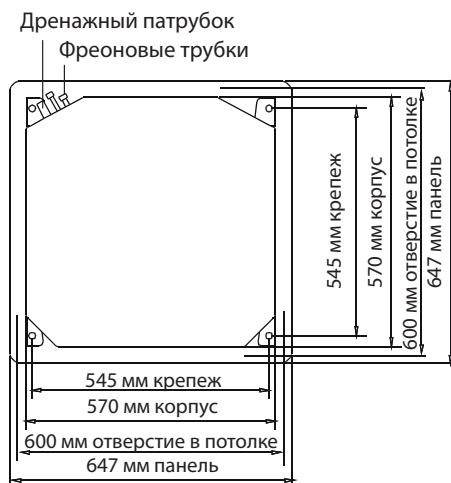 Дренажный патрубок
Фреоновые трубки
545 мм крепеж
570 мм корпус
600 мм отверстие в потолке
647 мм панель
545 мм крепеж
570 мм корпус
600 мм отверстие в потолке
647 мм панель